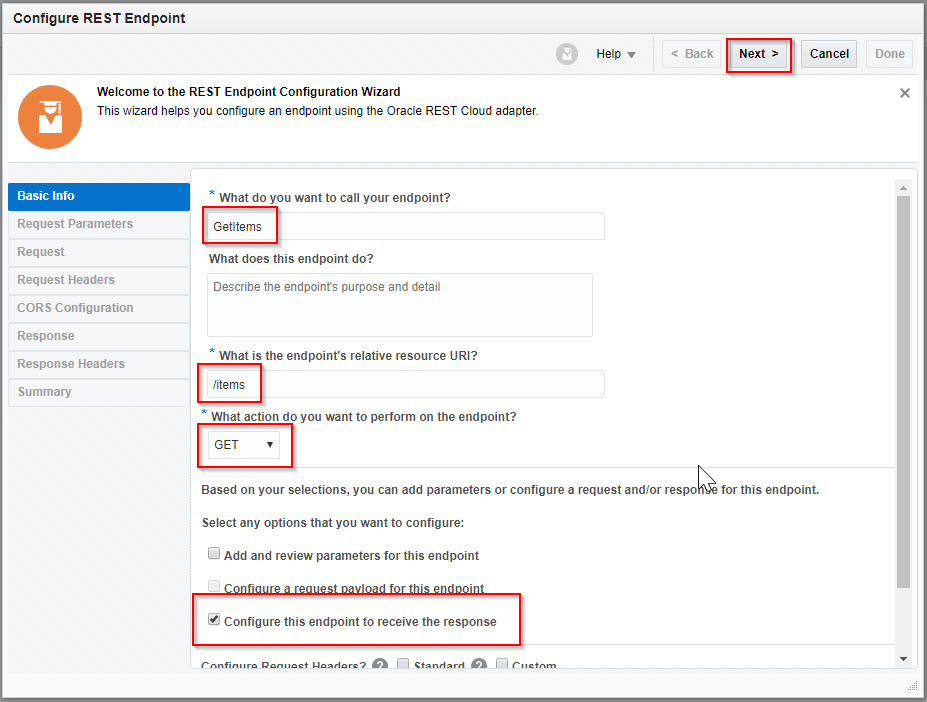 Configure REST Endpoint
Help
< Back
Next >
Cancel
Done
Welcome to the REST Endpoint Configuration Wizard
This wizard helps you configure an endpoint using the Oracle REST Cloud adapter.
Basic Info
Request Parameters
Request
Request Headers
CORS Configuration
Response
Response Headers
Summary
* What do you want to call your endpoint?
GetItems
What does this endpoint do?
Describe the endpoint's purpose and detail
* What is the endpoint's relative resource URI?
/items
* What action do you want to perform on the endpoint?
GET
Based on your selections, you can add parameters or configure a request and/or response for this endpoint.
Select any options that you want to configure:
Add and review parameters for this endpoint
Configure a request payload for this endpoint
Configure this endpoint to receive the response
Configure Request Headers? ? Standard ? Custom